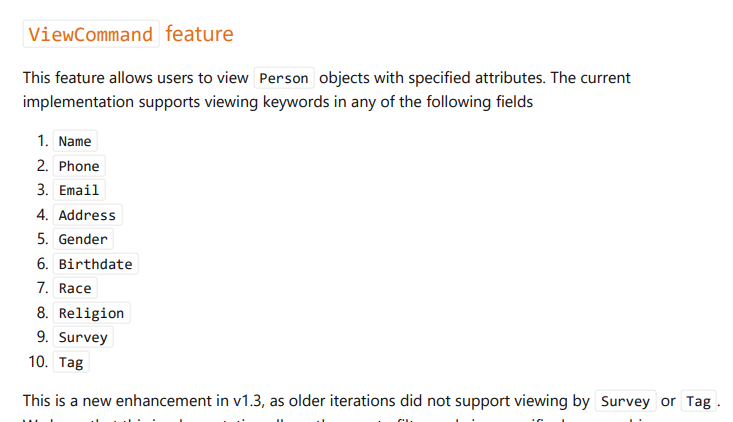 ViewCommand feature
This feature allows users to view Person objects with specified attributes. The current
implementation supports viewing keywords in any of the following fields
1. Name
2. Phone
3. Email
4. Address
5. Gender
6. Birthdate
7. Race
8. Religion
9. Survey
10. Tag
This is a new enhancement in v1.3, as older iterations did not support viewing by Survey or Tag.